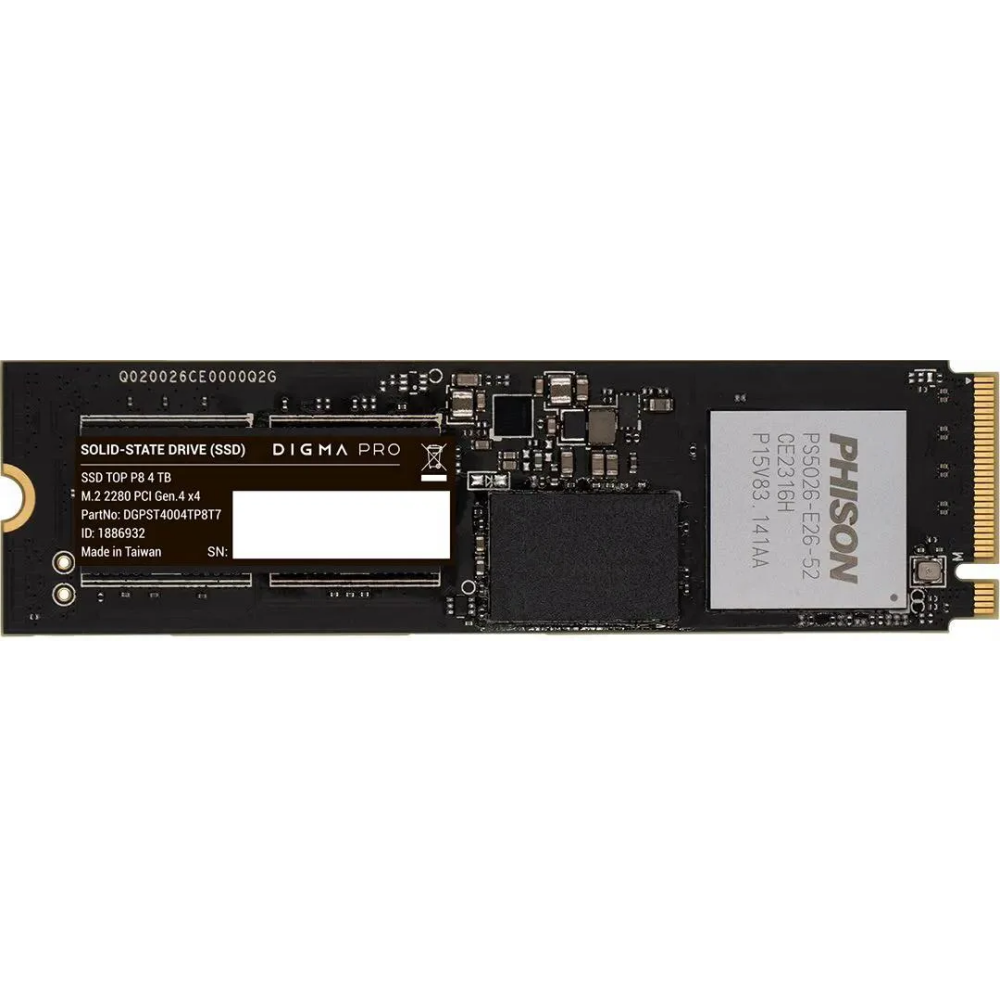 Q020026CE0000Q2G
SOLID-STATE DRIVE (SSD) DIGMA PRO
SSD TOP P8 4 TB
M.2 2280 PCI Gen.4 x4
PartNo: DGPST4004TP8T7
ID: 1886932
Made in Taiwan SN:
PHISON
PS5026-E26-52
CE2316H
P15V83.141AA
M